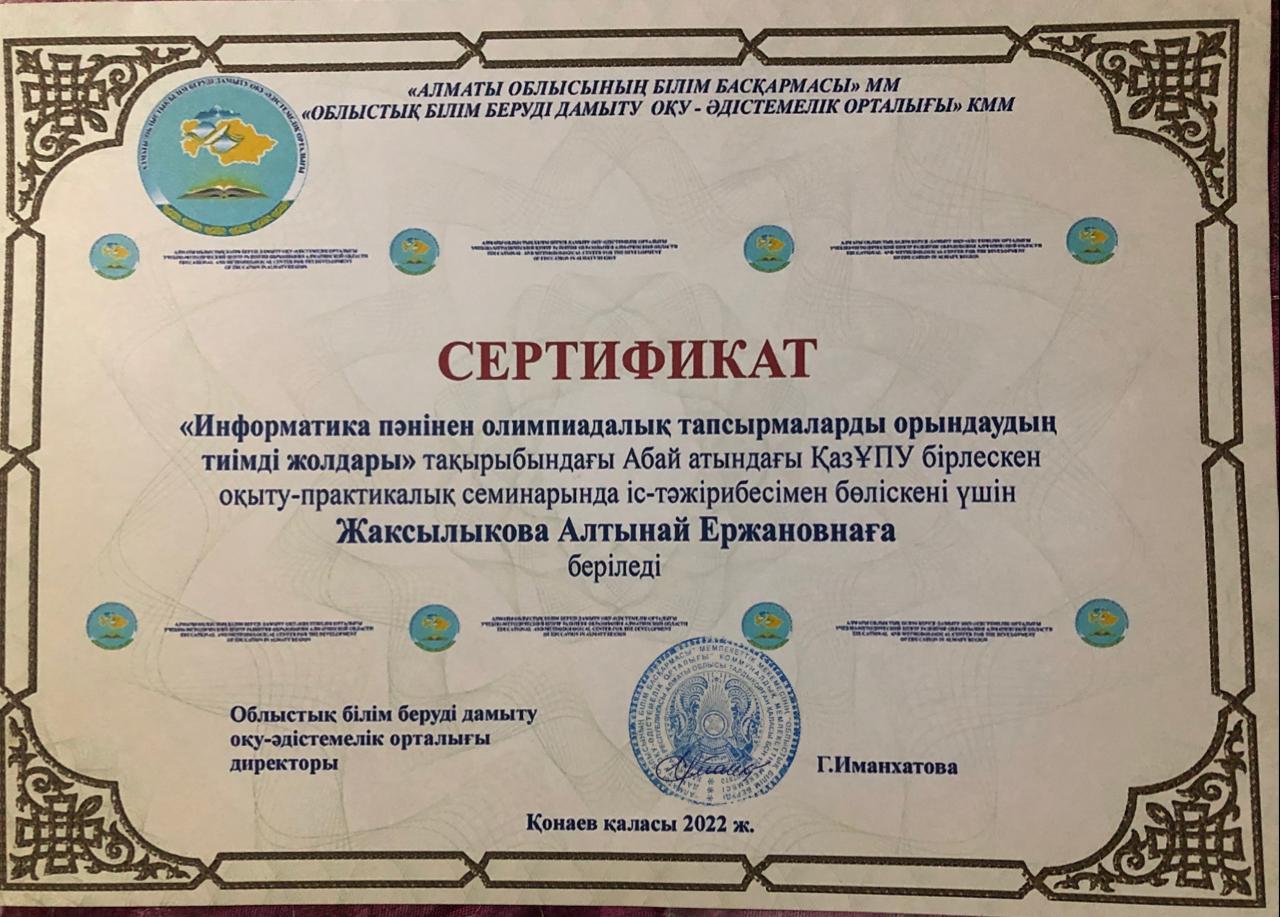 «АЛМАТЫ ОБЛЫСЫНЫҢ БІЛІМ БАСҚАРМАСЫ» ММ
«ОБЛЫСТЫҚ БІЛІМ БЕРУДІ ДАМЫТУ ОҚУ - ӘДІСТЕМЕЛІК ОРТАЛЫҒЫ» КММ
СЕРТИФИКАТ
«Информатика пәнінен олимпиадалық тапсырмаларды орындаудың
тиімді жолдары» тақырыбындағы Абай атындағы ҚазҰПУ бірлескен
оқыту-практикалық семинарында іс-тәжірибесімен бөліскені үшін
Жаксылыкова Алтынай Ержановнаға
беріледі
Облыстық білім беруді дамыту
оқу-әдістемелік орталығы
директоры
Г.Иманхатова
Қонаев қаласы 2022 ж.